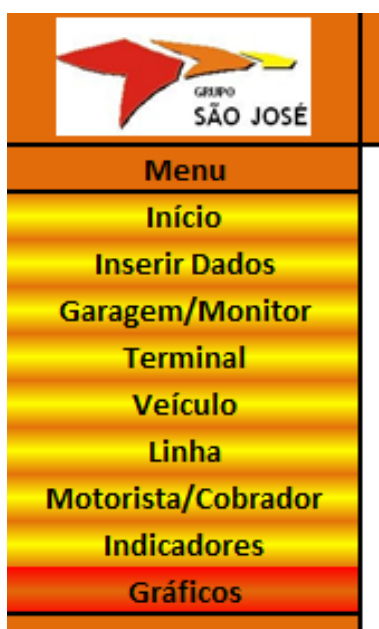 GRUPO
SÃO JOSÉ
Menu
Início
Inserir Dados
Garagem/Monitor
Terminal
Veículo
Linha
Motorista/Cobrador
Indicadores
Gráficos